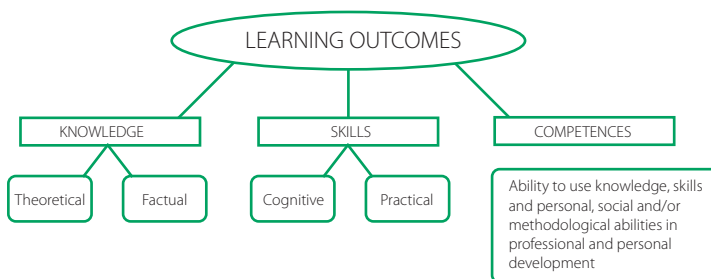 LEARNING OUTCOMES
KNOWLEDGE
SKILLS
COMPETENCES
Theoretical
Factual
Cognitive
Practical
Ability to use knowledge, skills
and personal, social and/or
methodological abilities in
professional and personal
development